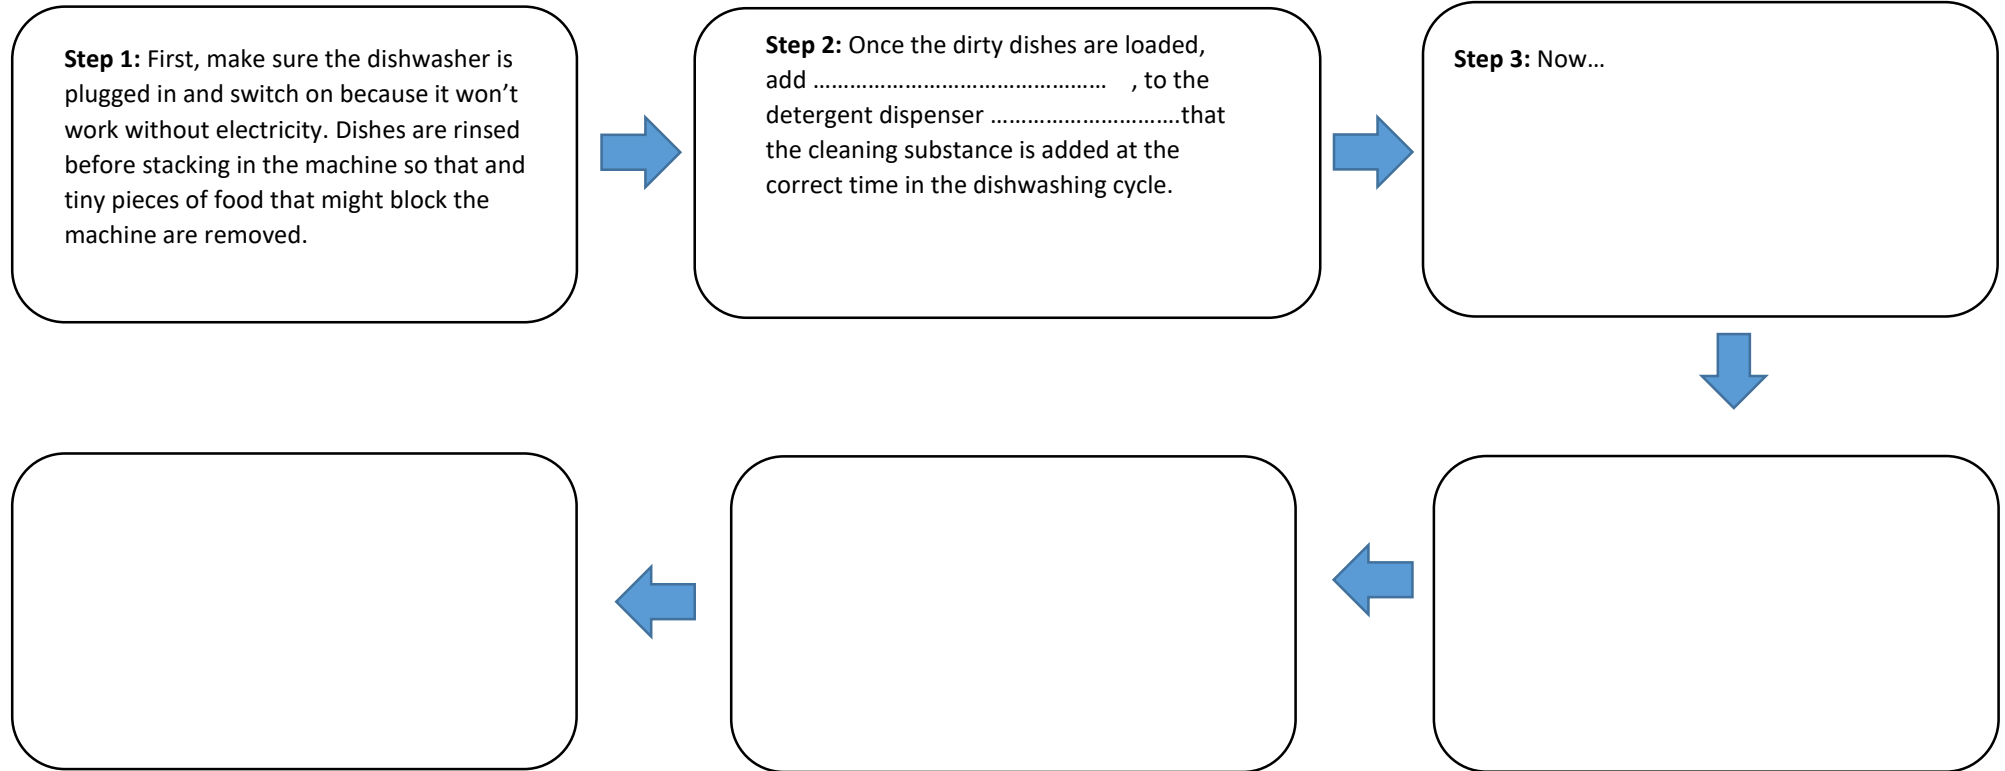 Step 1: First, make sure the dishwasher is
plugged in and switch on because it won’t
work without electricity. Dishes are rinsed
before stacking in the machine so that and
tiny pieces of food that might block the
machine are removed.
Step 2: Once the dirty dishes are loaded,
add ………………………………………… , to the
detergent dispenser ………………………….that
the cleaning substance is added at the
correct time in the dishwashing cycle.
Step 3: Now…